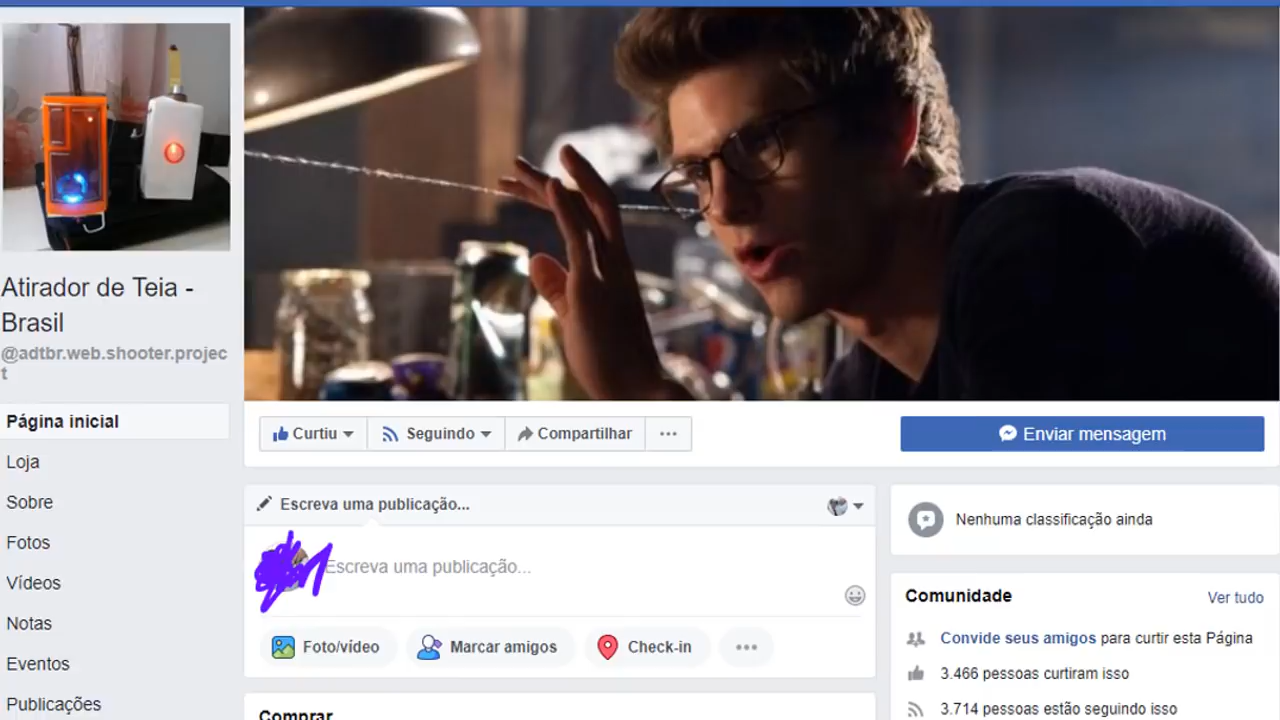 Atirador de Teia -
Brasil
@adtbr.web.shooter.projec
t
Página inicial
Loja
Sobre
Fotos
Vídeos
Notas
Eventos
Publicações
Curtiu
Seguindo
Compartilhar
Enviar mensagem
Escreva uma publicação...
Escreva uma publicação...
Foto/vídeo
Marcar amigos
Check-in
Comprar
Nenhuma classificação ainda
Comunidade
Ver tudo
Convide seus amigos para curtir esta Página
3.466 pessoas curtiram isso
3.714 pessoas estão seguindo isso